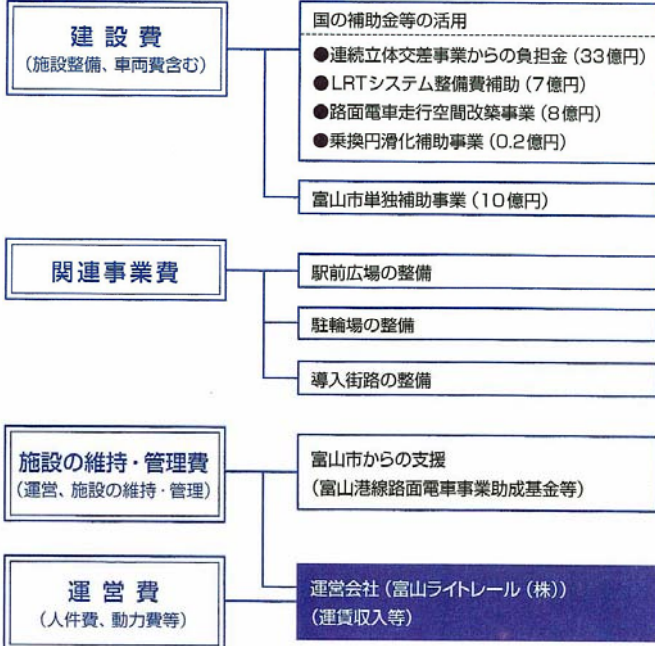 建設費
(施設整備、車両費含む)
国の補助金等の活用
●連続立体交差事業からの負担金(33億円)
●LRTシステム整備費補助(7億円)
●路面電車走行空間改築事業(8億円)
●乗換円滑化補助事業(0.2億円)
富山市単独補助事業(10億円)
関連事業費
駅前広場の整備
駐輪場の整備
導入街路の整備
施設の維持・管理費
(運営、施設の維持・管理)
富山市からの支援
(富山港線路面電車事業助成基金等)
運営費
(人件費、動力費等)
運営会社(富山ライトレール(株))
(運賃収入等)